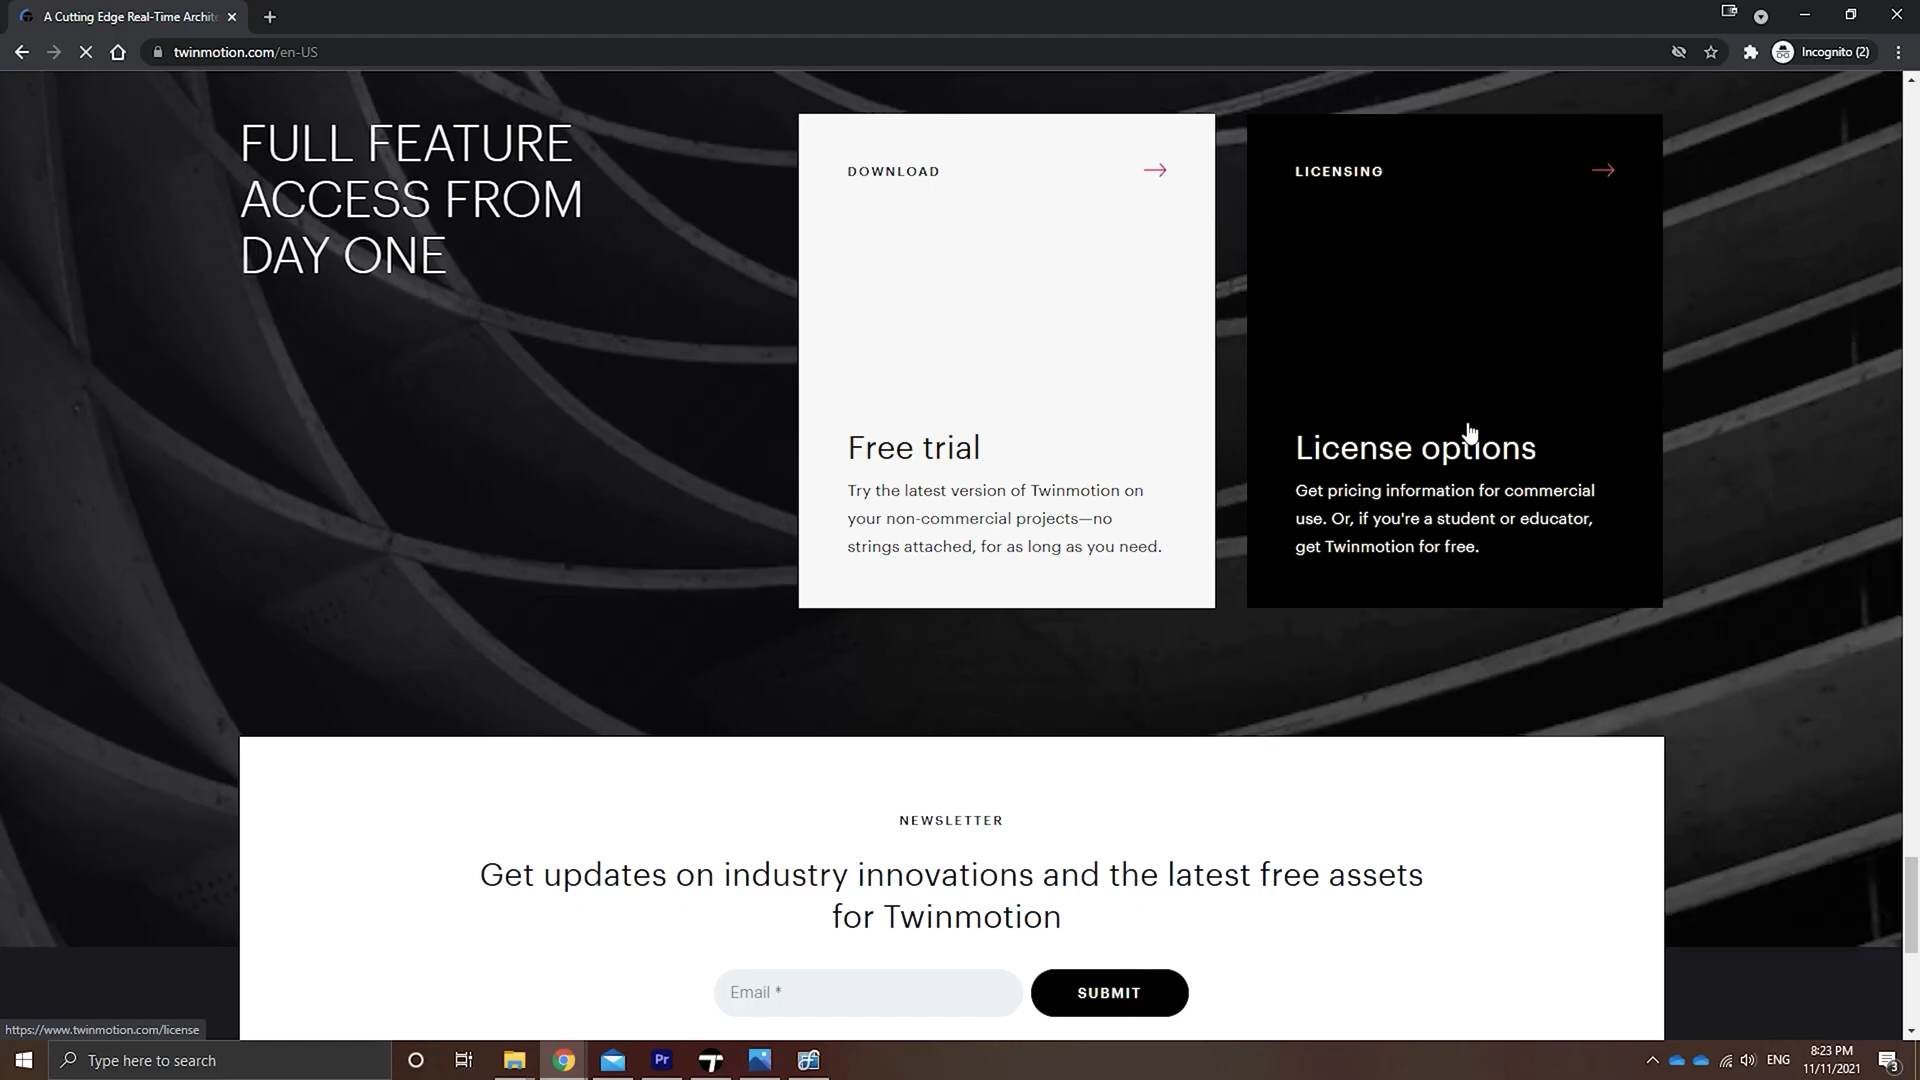 A Cutting Edge Real-Time Archite
twinmotion.com/en-US
Incognito (2)
FULL FEATURE
ACCESS FROM
DAY ONE
DOWNLOAD
Free trial
Try the latest version of Twinmotion on
your non-commercial projects—no
strings attached, for as long as you need.
LICENSING
License options
Get pricing information for commercial
use. Or, if you're a student or educator,
get Twinmotion for free.
NEWSLETTER
Get updates on industry innovations and the latest free assets
for Twinmotion
Email *
SUBMIT
https://www.twinmotion.com/license
Type here to search
Pr
ENG
8:23 PM
11/11/2021
3